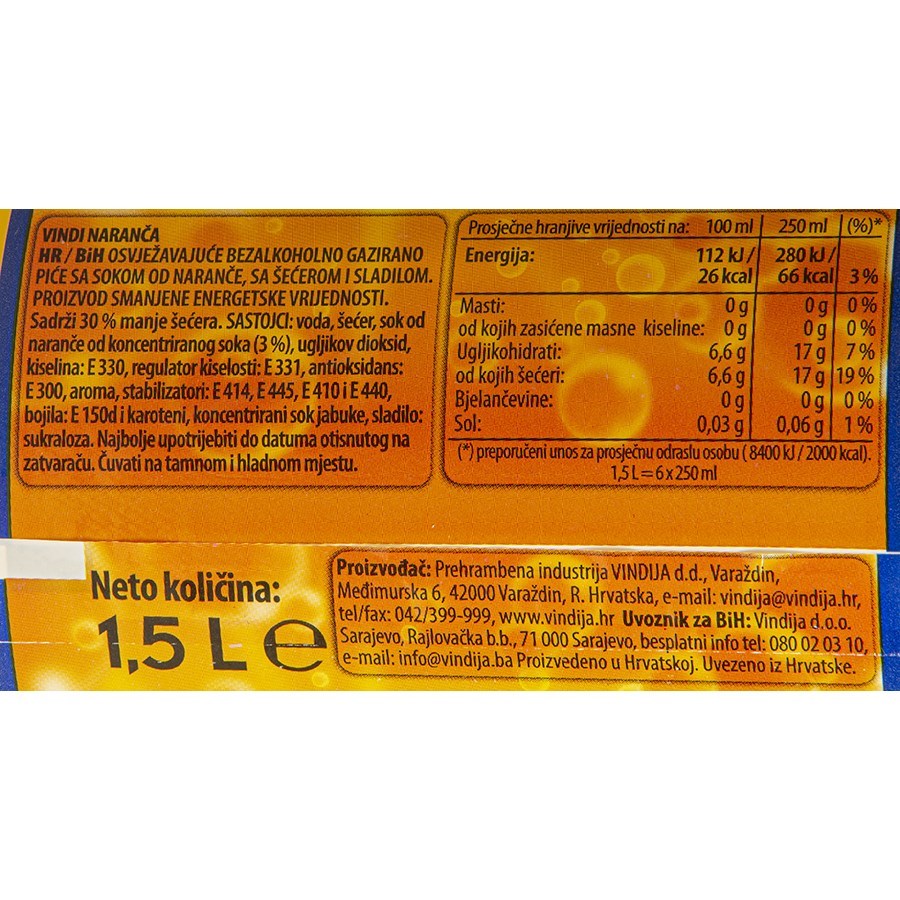 VINDI NARANČA
HR / BiH OSVJEŽAVAJUĆE BEZALKOHOLNO GAZIRANO
PIĆE SA SOKOM OD NARANČE, SA ŠEĆEROM I SLADILOM.
PROIZVOD SMANJENE ENERGETSKE VRIJEDNOSTI.
Sadrži 30 % manje šećera. SASTOJCI: voda, šećer, sok od
naranče od koncentriranog soka (3 %), ugljikov dioksid,
kiselina: E 330, regulator kiselosti: E 331, antioksidans:
E 300, aroma, stabilizatori: E 414, E 445, E 410 i E 440,
bojila: E 150d i karoteni, koncentrirani sok jabuke, sladilo:
sukraloza. Najbolje upotrijebiti do datuma otisnutog na
zatvaraču. Čuvati na tamnom i hladnom mjestu.
Prosječne hranjive vrijednosti na: 100 ml 250 ml (%)*
Energija: 112 kJ / 280 kJ /
26 kcal 66 kcal 3 %
Masti: 0 g 0 g 0 %
od kojih zasićene masne kiseline: 0 g 0 g 0 %
Ugljikohidrati: 6,6 g 17 g 7 %
od kojih šećeri: 6,6 g 17 g 19 %
Bjelančevine: 0 g 0 g 0 %
Sol: 0,03 g 0,06 g 1 %
(*) preporučeni unos za prosječnu odraslu osobu (8400 kJ / 2000 kcal).
1,5 L = 6 x 250 ml
Neto količina:
1,5 L e
Proizvođač: Prehrambena industrija VINDIJA d.d., Varaždin,
Međimurska 6, 42000 Varaždin, R. Hrvatska, e-mail: vindija@vindija.hr,
tel/fax: 042/399-999, www.vindija.hr Uvoznik za BiH: Vindija d.o.o.
Sarajevo, Rajlovačka b.b., 71 000 Sarajevo, besplatni info tel: 080 02 03 10,
e-mail: info@vindija.ba Proizvedeno u Hrvatskoj. Uvezeno iz Hrvatske.